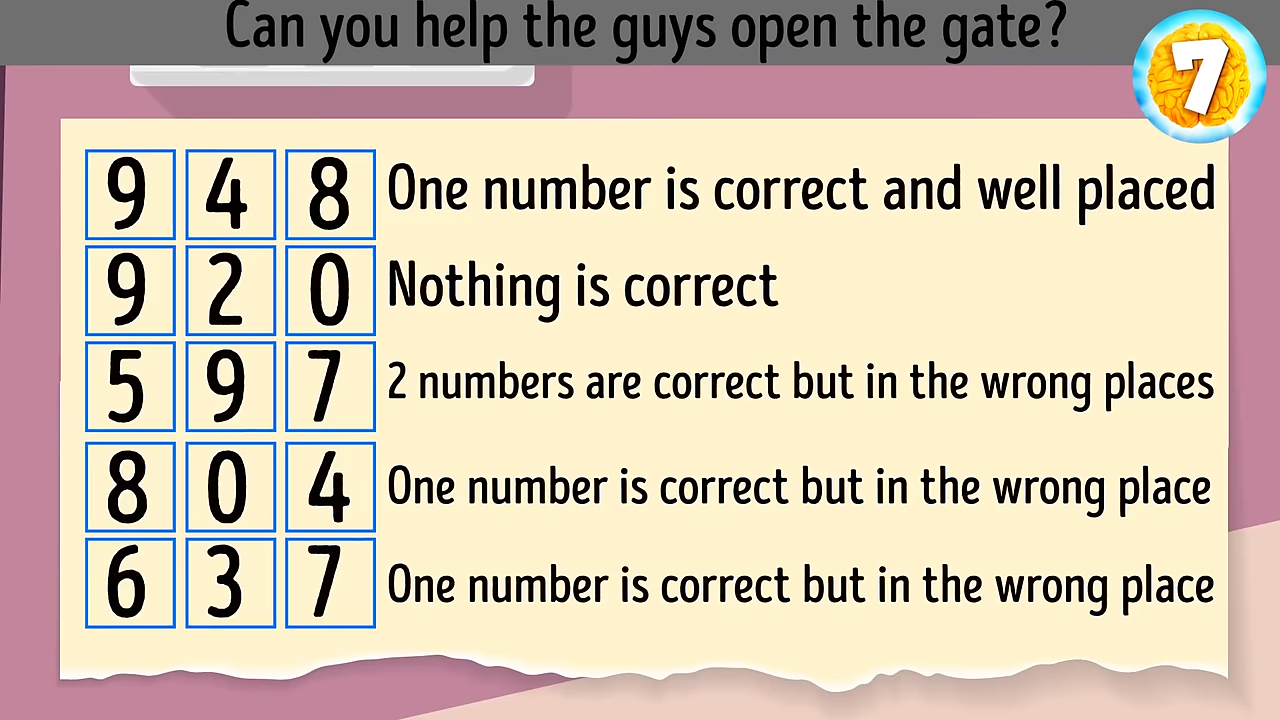 Can you help the guys open the gate?
7
9 4 8 One number is correct and well placed
9 2 0 Nothing is correct
5 9 7 2 numbers are correct but in the wrong places
8 0 4 One number is correct but in the wrong place
6 3 7 One number is correct but in the wrong place